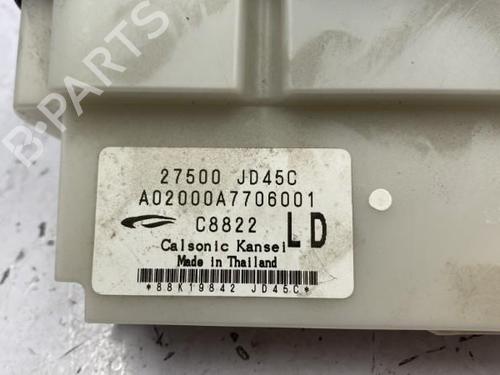 27500 JD45C
A02000A7706001
C8822 LD
Calsonic Kansei
Made in Thailand
*88K19842 JD45C*
B-PARTS